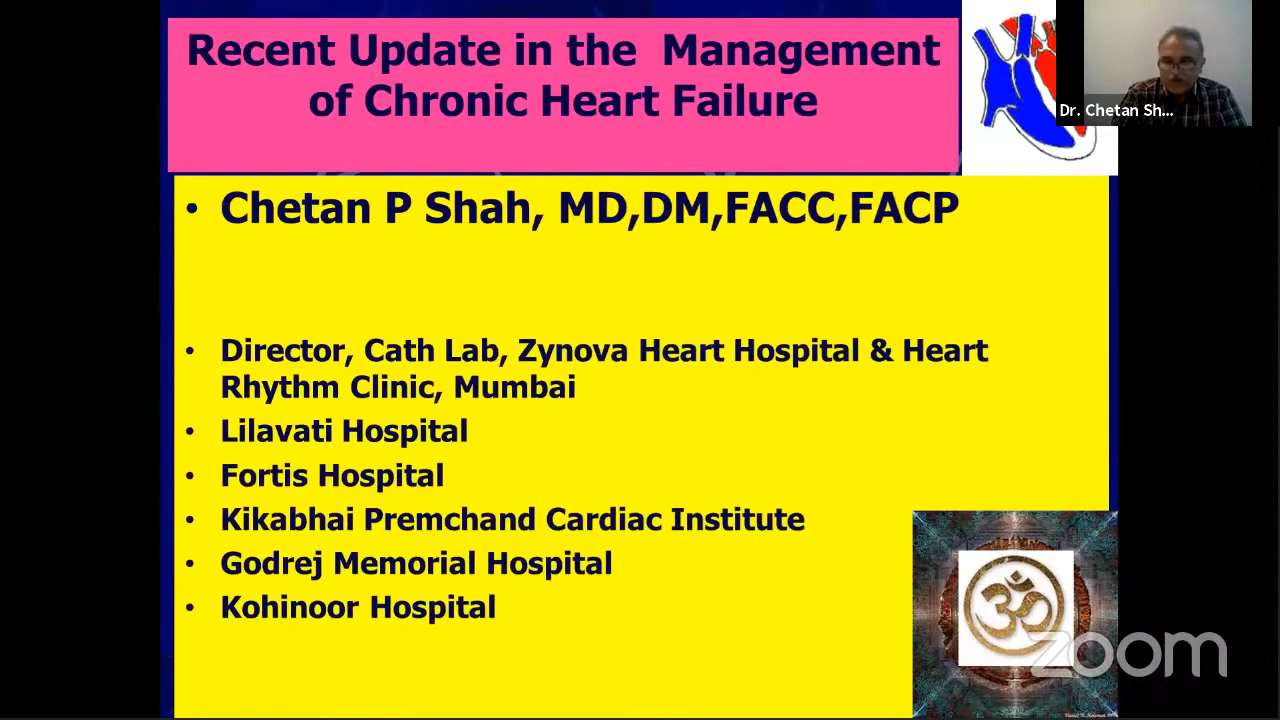 Recent Update in the Management
of Chronic Heart Failure
Dr. Chetan Sh...
• Chetan P Shah, MD,DM,FACC,FACP
• Director, Cath Lab, Zynova Heart Hospital & Heart
Rhythm Clinic, Mumbai
• Lilavati Hospital
• Fortis Hospital
• Kikabhai Premchand Cardiac Institute
• Godrej Memorial Hospital
• Kohinoor Hospital
ॐ
zoom